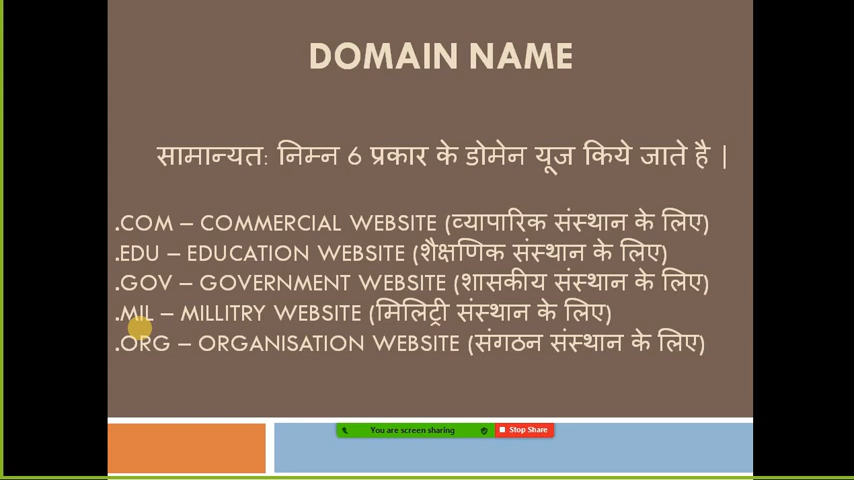 DOMAIN NAME
सामान्यत: निम्न 6 प्रकार के डोमेन यूज किये जाते है |
.COM – COMMERCIAL WEBSITE (व्यापारिक संस्थान के लिए)
.EDU – EDUCATION WEBSITE (शैक्षणिक संस्थान के लिए)
.GOV – GOVERNMENT WEBSITE (शासकीय संस्थान के लिए)
.MIL – MILLITRY WEBSITE (मिलिट्री संस्थान के लिए)
.ORG – ORGANISATION WEBSITE (संगठन संस्थान के लिए)
You are screen sharing Stop Share